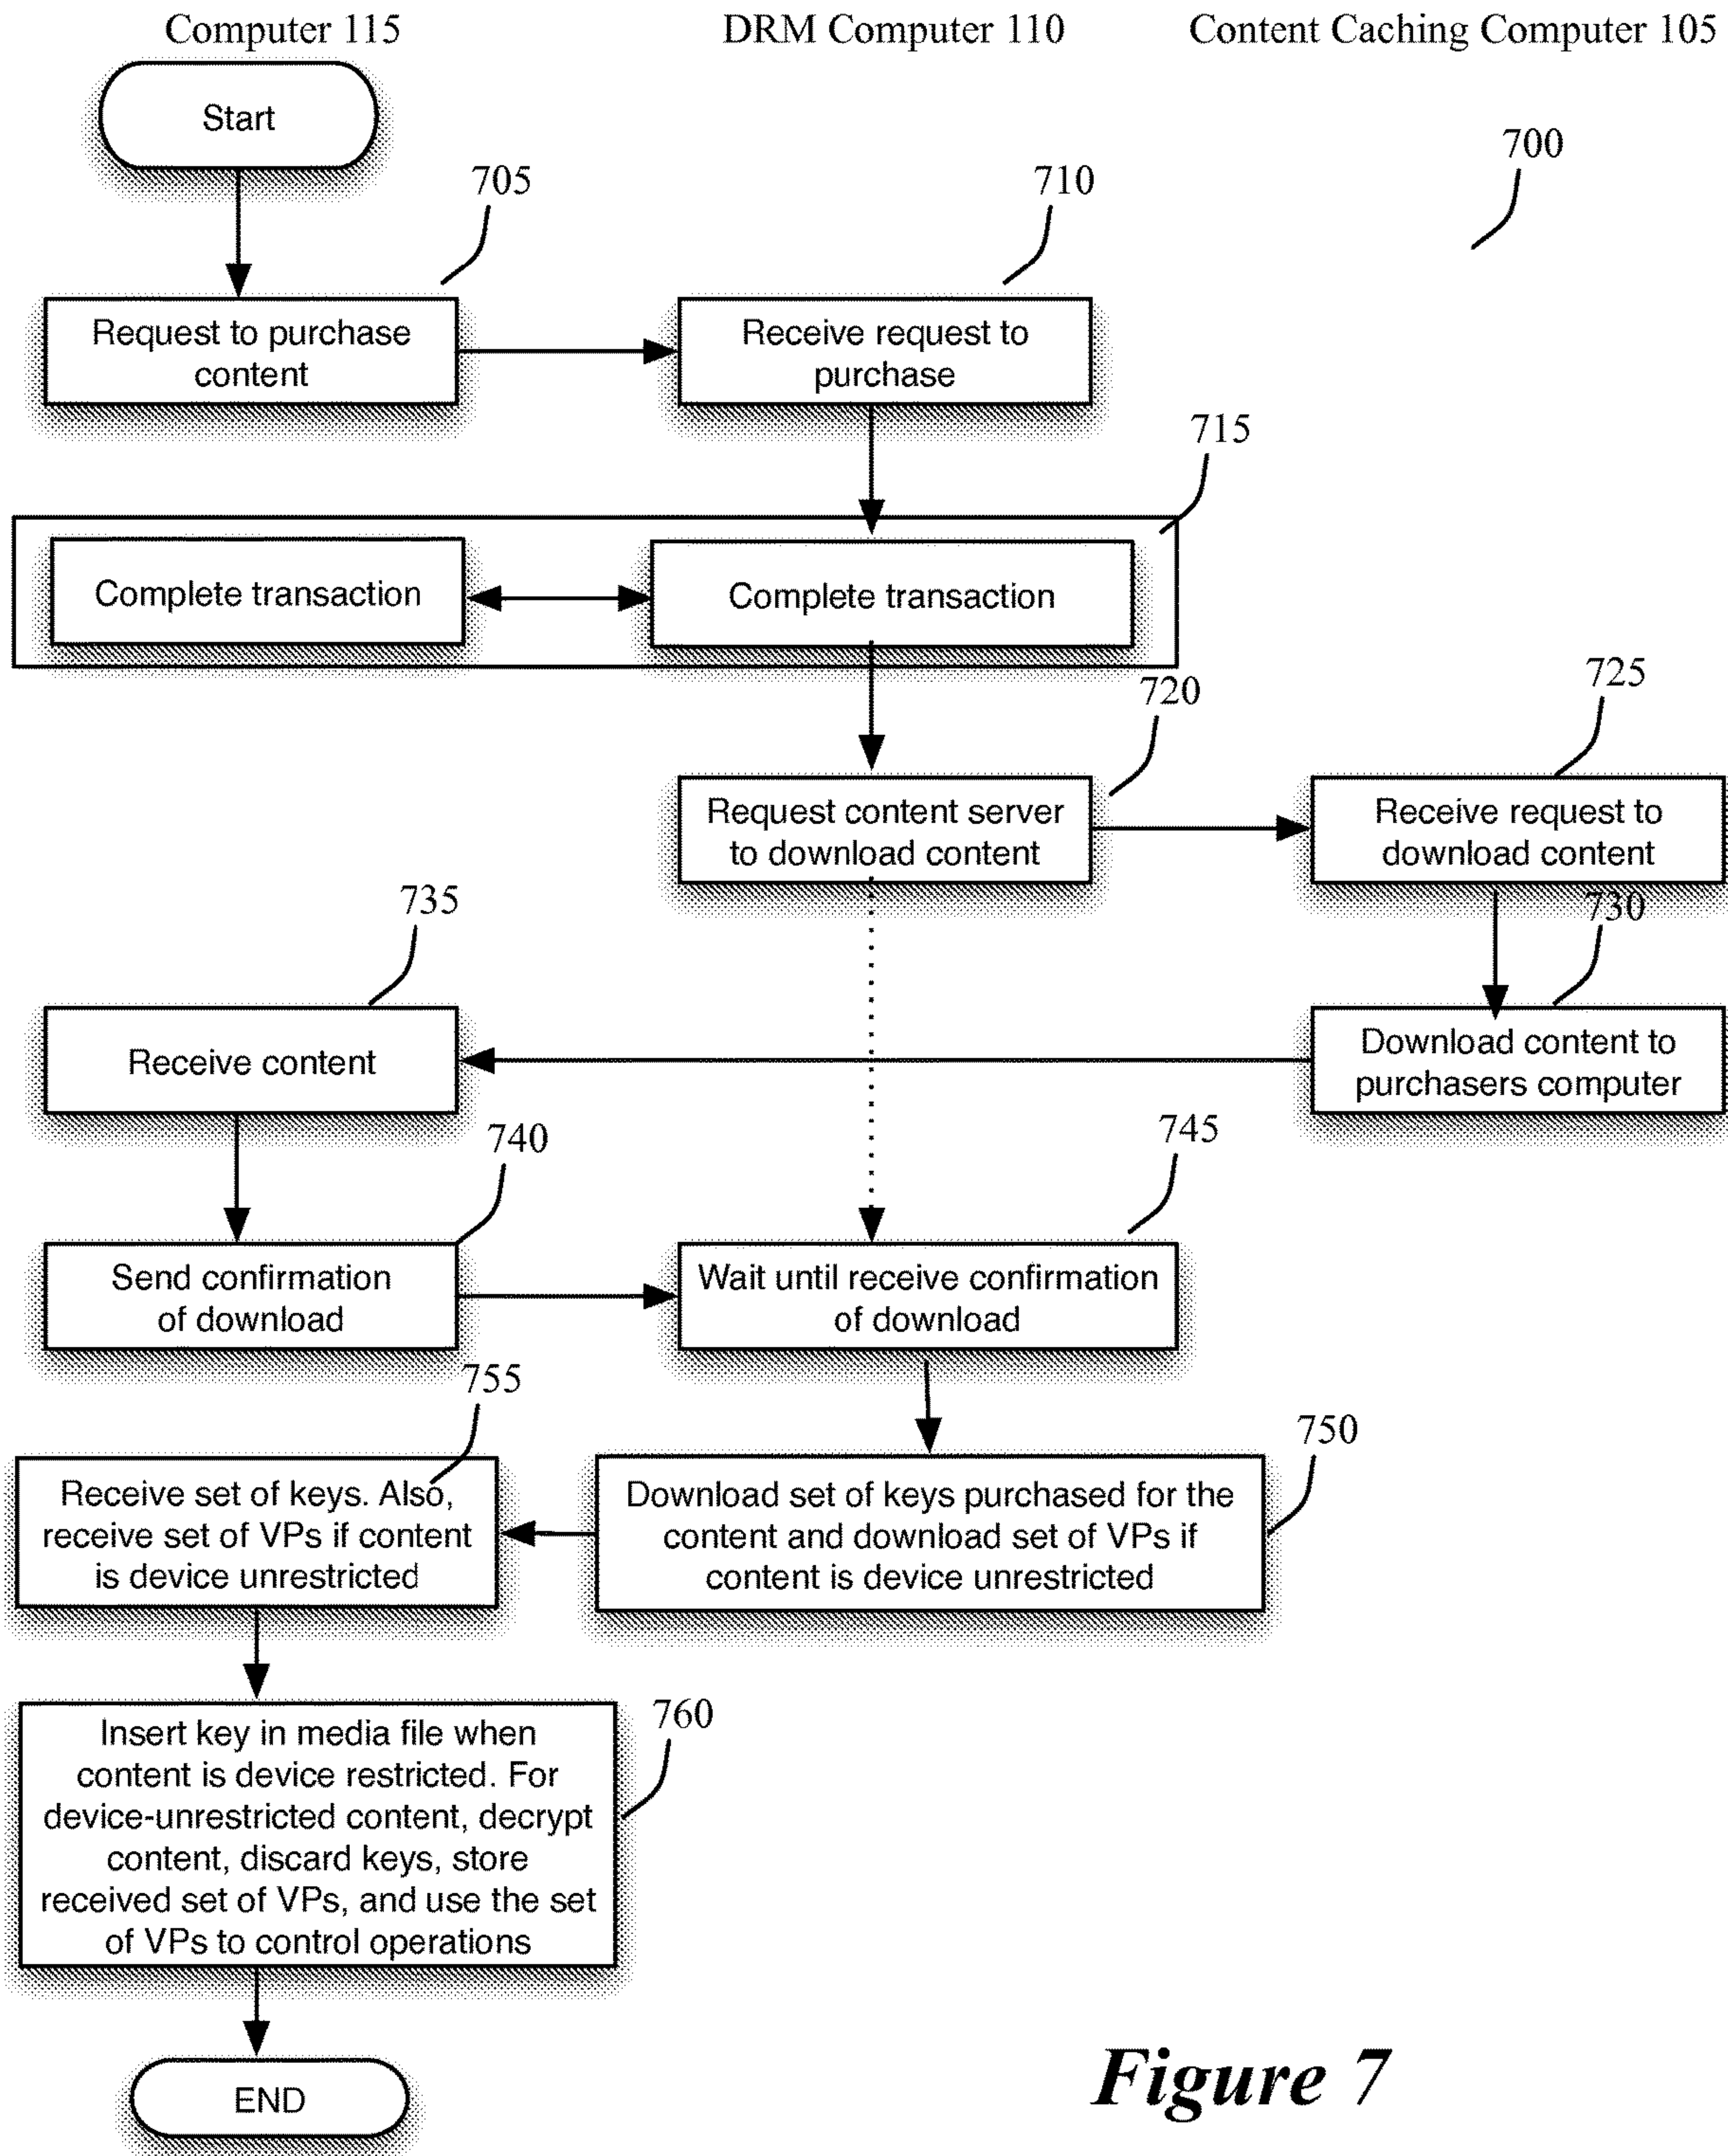 Computer 115
DRM Computer 110
Content Caching Computer 105
Start
700
705
710
Request to purchase
content
Receive request to
purchase
715
Complete transaction
Complete transaction
720
725
Request content server
to download content
Receive request to
download content
735
730
Receive content
Download content to
purchasers computer
740
745
Send confirmation
of download
Wait until receive confirmation
of download
755
750
Receive set of keys. Also,
receive set of VPs if content
is device unrestricted
Download set of keys purchased for the
content and download set of VPs if
content is device unrestricted
760
Insert key in media file when
content is device restricted. For
device-unrestricted content, decrypt
content, discard keys, store
received set of VPs, and use the set
of VPs to control operations
END
Figure 7